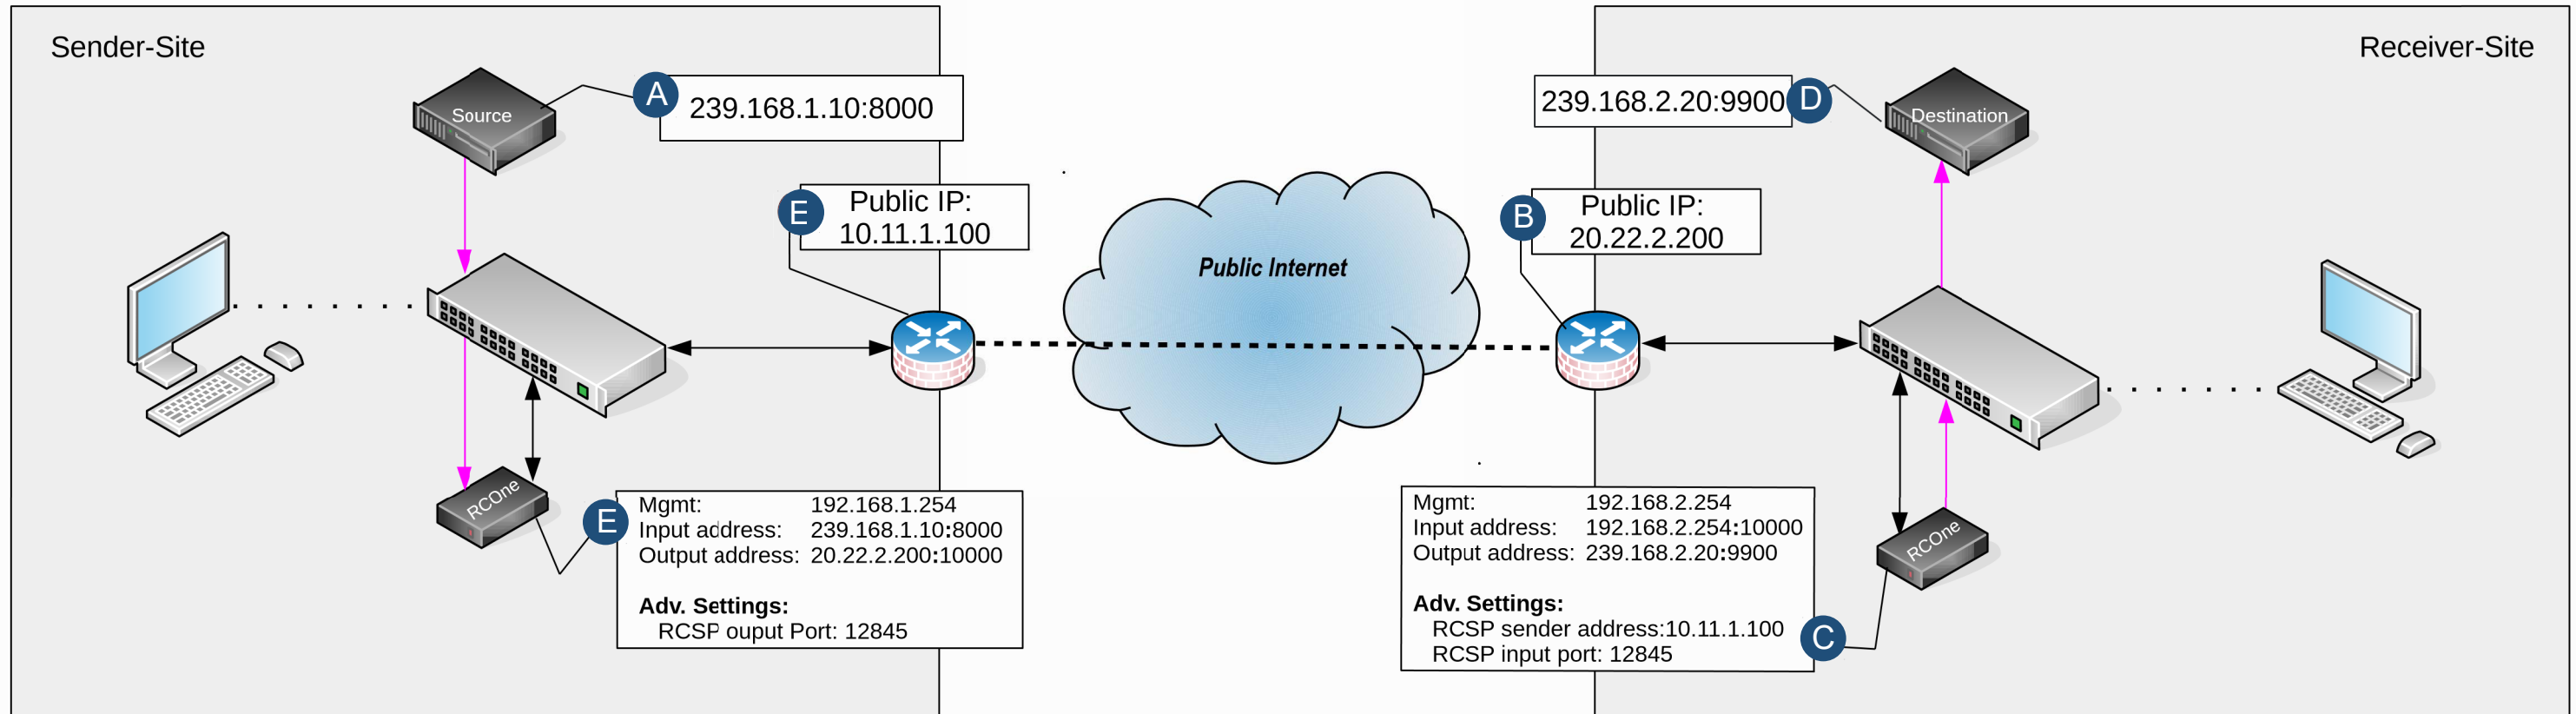 Sender-Site
Receiver-Site
Source
A
239.168.1.10:8000
239.168.2.20:9900
D
Destination
E
Public IP:
10.11.1.100
B
Public IP:
20.22.2.200
Public Internet
RCOne
E
Mgmt: 192.168.1.254
Input address: 239.168.1.10:8000
Output address: 20.22.2.200:10000
Adv. Settings:
RCSP ouput Port: 12845
Mgmt: 192.168.2.254
Input address: 192.168.2.254:10000
Output address: 239.168.2.20:9900
Adv. Settings:
RCSP sender address:10.11.1.100
RCSP input port: 12845
C
RCOne